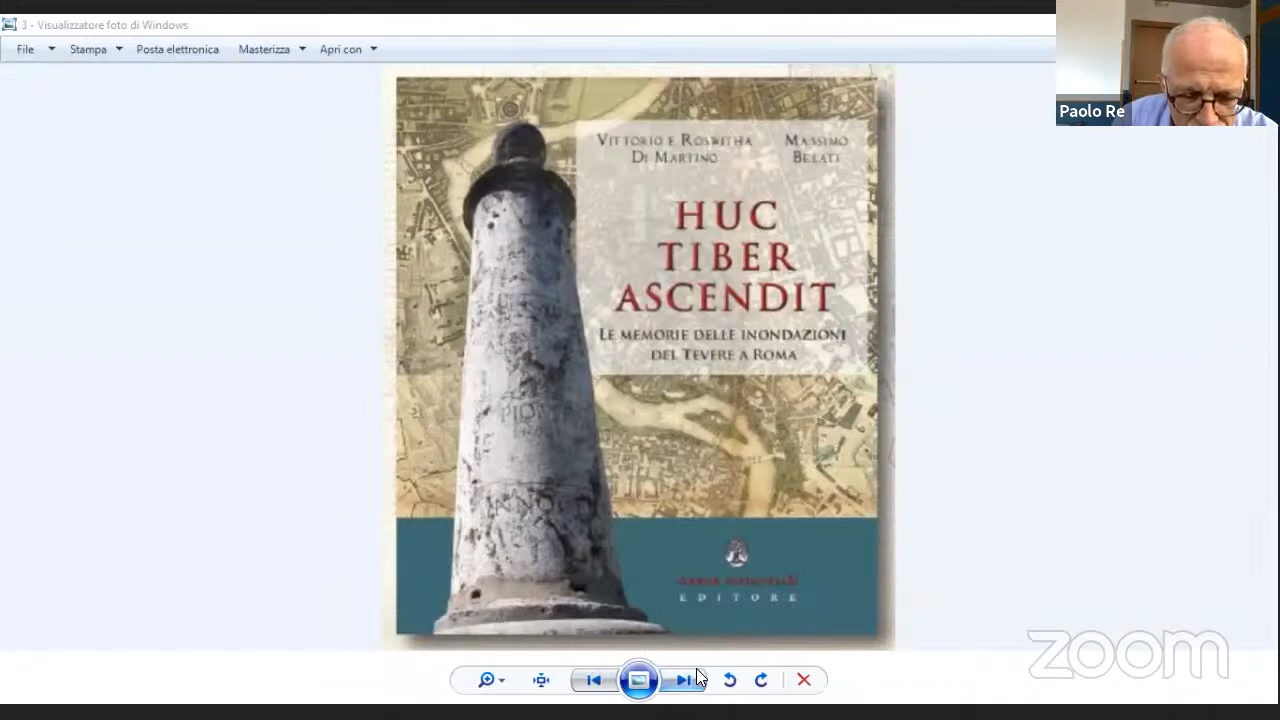 3 - Visualizzatore foto di Windows
File Stampa Posta elettronica Masterizza Apri con
Paolo Re
VITTORIO E ROSWITHA
DI MARTINO
MASSIMO
BELATI
HUC
TIBER
ASCENDIT
LE MEMORIE DELLE INONDAZIONI
DEL TEVERE A ROMA
EDITORE
zoom